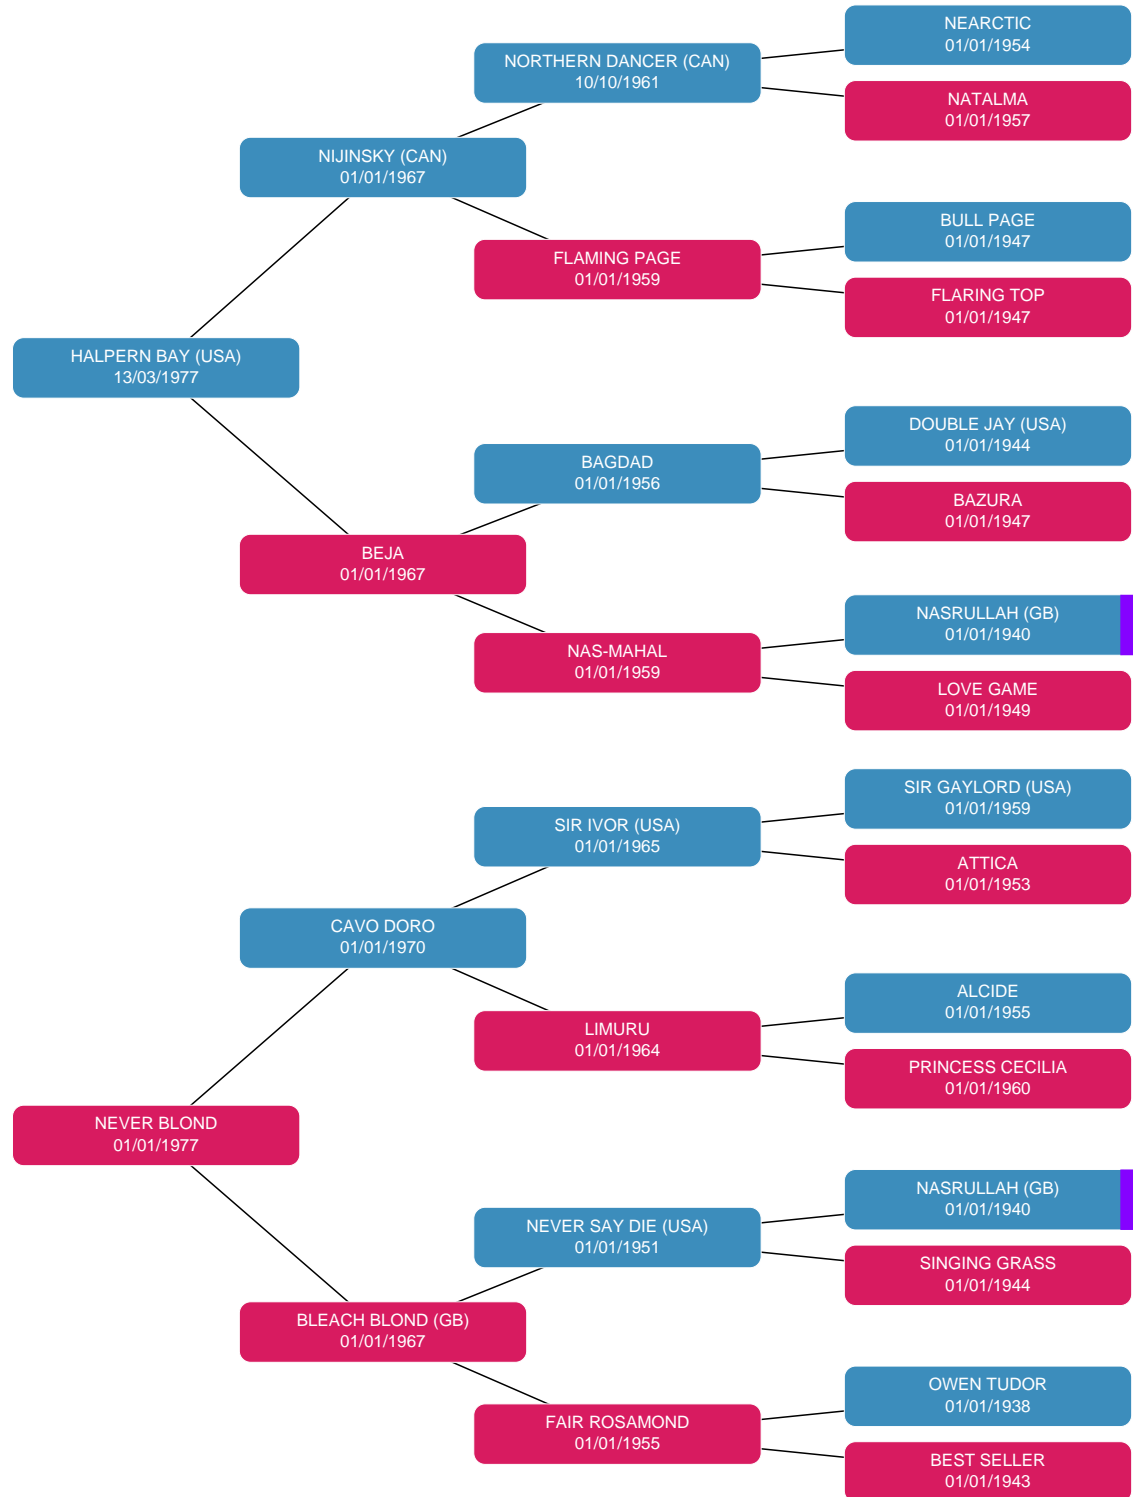 NEARCTIC
01/01/1954
NORTHERN DANCER (CAN)
10/10/1961
NATALMA
01/01/1957
NIJINSKY (CAN)
01/01/1967
BULL PAGE
01/01/1947
FLAMING PAGE
01/01/1959
FLARING TOP
01/01/1947
HALPERN BAY (USA)
13/03/1977
DOUBLE JAY (USA)
01/01/1944
BAGDAD
01/01/1956
BAZURA
01/01/1947
BEJA
01/01/1967
NASRULLAH (GB)
01/01/1940
NAS-MAHAL
01/01/1959
LOVE GAME
01/01/1949
SIR GAYLORD (USA)
01/01/1959
SIR IVOR (USA)
01/01/1965
ATTICA
01/01/1953
CAVO DORO
01/01/1970
ALCIDE
01/01/1955
LIMURU
01/01/1964
PRINCESS CECILIA
01/01/1960
NEVER BLOND
01/01/1977
NASRULLAH (GB)
01/01/1940
NEVER SAY DIE (USA)
01/01/1951
SINGING GRASS
01/01/1944
BLEACH BLOND (GB)
01/01/1967
OWEN TUDOR
01/01/1938
FAIR ROSAMOND
01/01/1955
BEST SELLER
01/01/1943